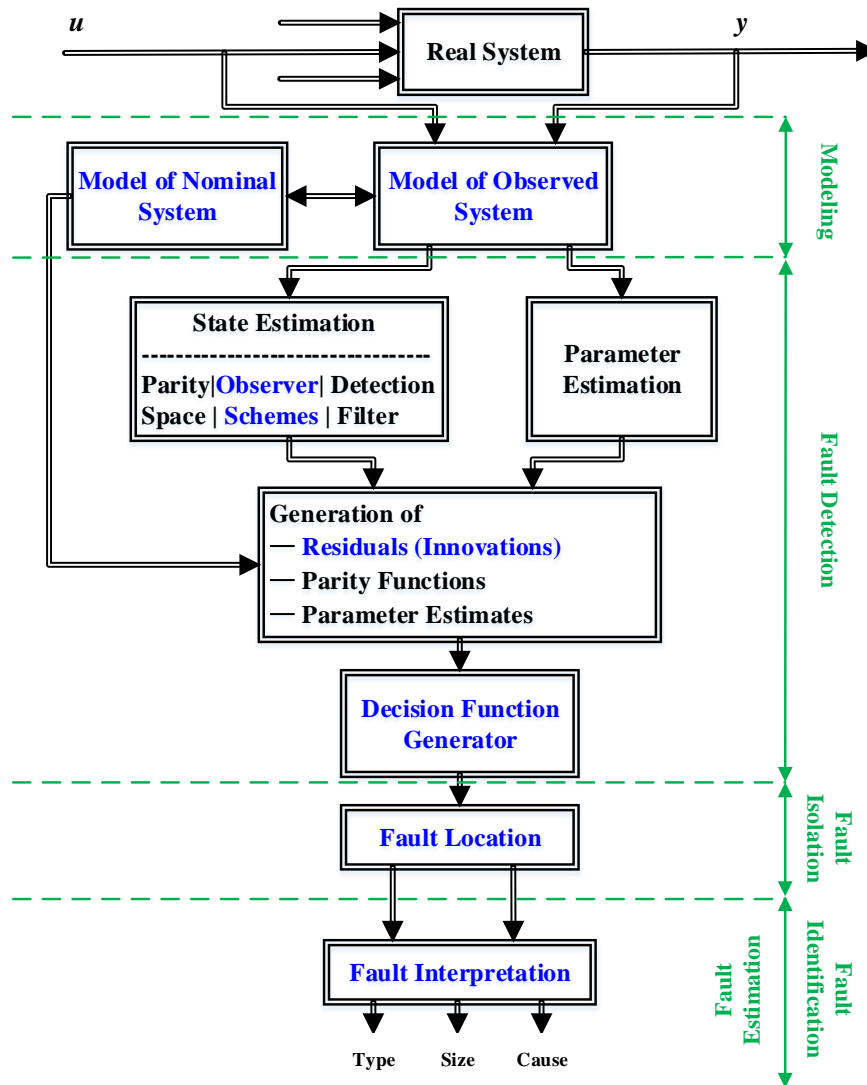 u
y
Real System
Model of Nominal
System
Model of Observed
System
Modeling
State Estimation
---------------------------------
Parity|Observer| Detection
Space | Schemes | Filter
Parameter
Estimation
Generation of
— Residuals (Innovations)
— Parity Functions
— Parameter Estimates
Decision Function
Generator
Fault Detection
Fault Location
Fault
Isolation
Fault Interpretation
Fault
Identification
Fault
Estimation
Type
Size
Cause